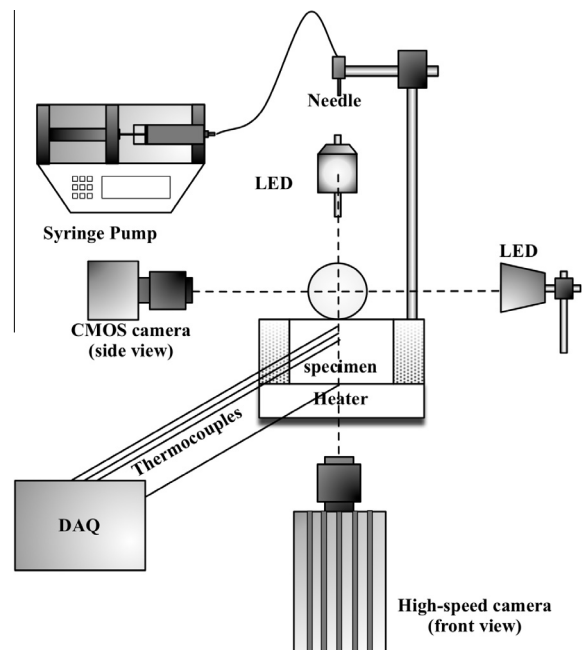 Needle
LED
Syringe Pump
LED
CMOS camera
(side view)
specimen
Heater
Thermocouples
DAQ
High-speed camera
(front view)